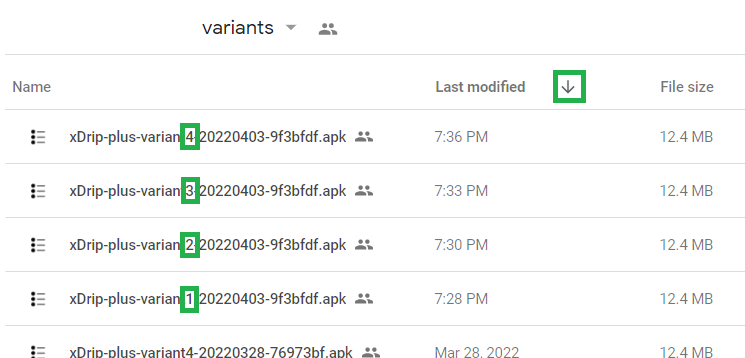 variants
Name Last modified File size
xDrip-plus-variant4-20220403-9f3bfdf.apk 7:36 PM 12.4 MB
xDrip-plus-variant3-20220403-9f3bfdf.apk 7:33 PM 12.4 MB
xDrip-plus-variant2-20220403-9f3bfdf.apk 7:30 PM 12.4 MB
xDrip-plus-variant1-20220403-9f3bfdf.apk 7:28 PM 12.4 MB
xDrip-plus-variant4-20220328-76973bf.apk Mar 28, 2022 12.4 MB